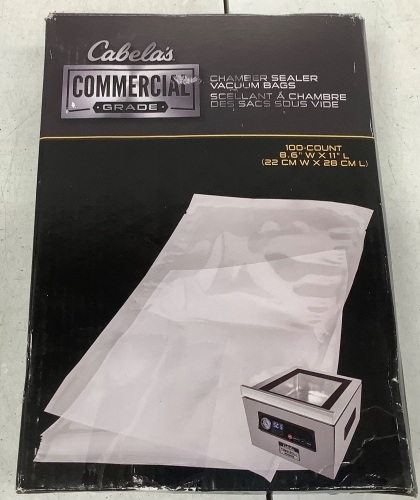 Cabela's
COMMERCIAL
GRADE
CHAMBER SEALER
VACUUM BAGS
SCELLANT À CHAMBRE
DES SACS SOUS VIDE
100-COUNT
8.6" W X 11" L
(22 CM W X 28 CM L)